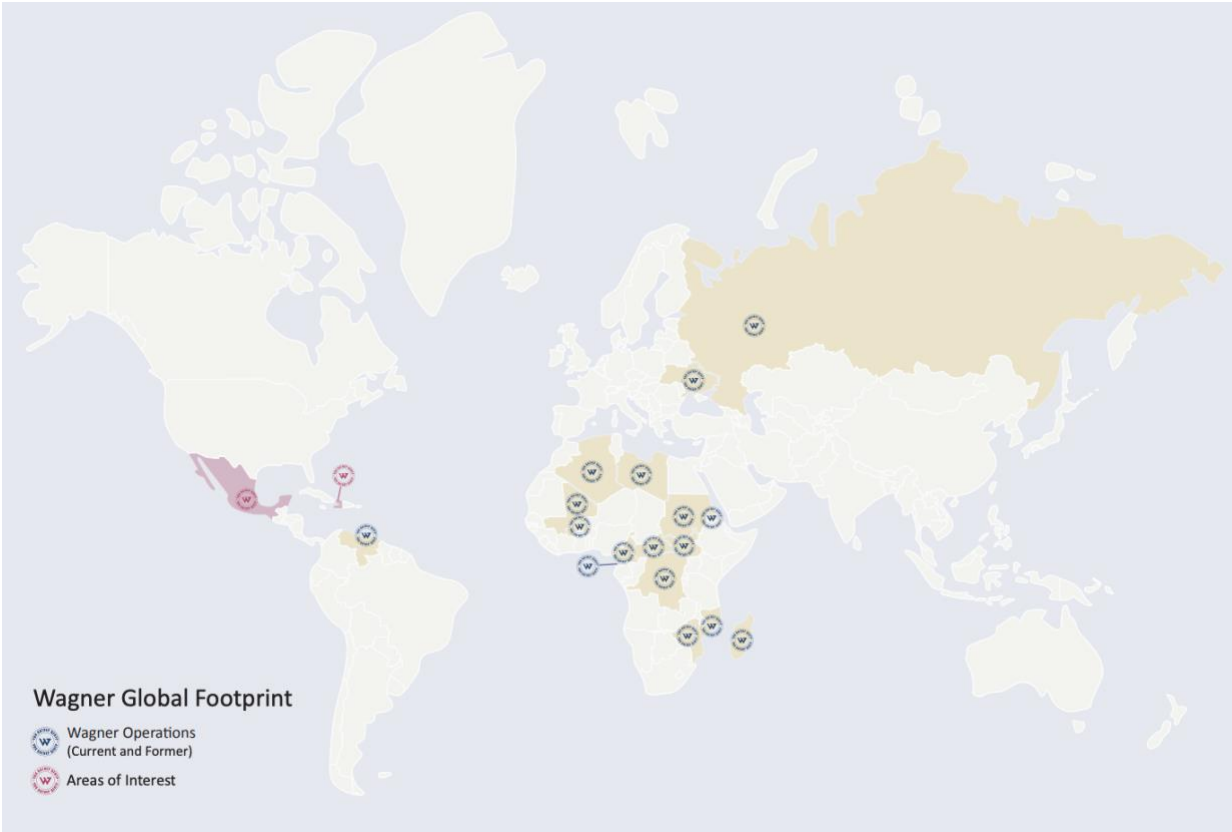 Wagner Global Footprint
Wagner Operations
(Current and Former)
Areas of Interest